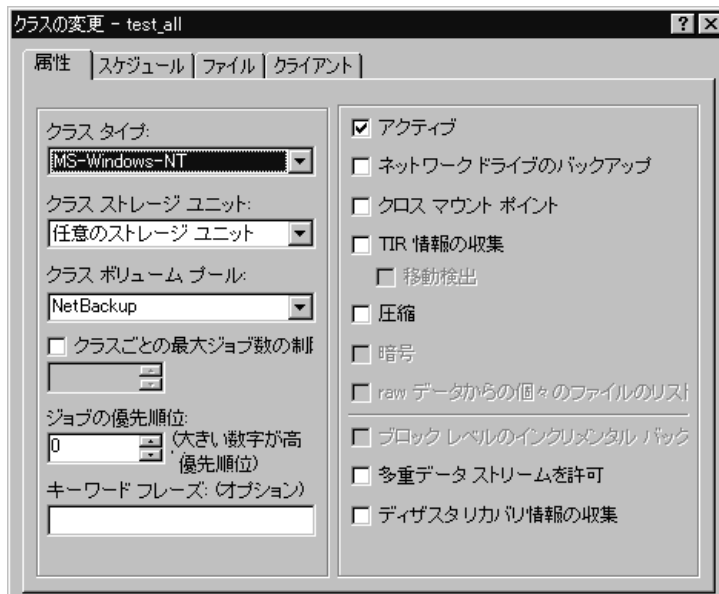 クラスの変更 - test_all
属性
スケジュール
ファイル
クライアント
クラス タイプ:
MS-Windows-NT
クラス ストレージ ユニット:
任意のストレージ ユニット
クラス ボリューム プール:
NetBackup
クラスごとの最大ジョブ数の制
ジョブの優先順位:
0
(大きい数字が高
優先順位)
キーワード フレーズ: (オプション)
アクティブ
ネットワーク ドライブのバックアップ
クロス マウント ポイント
TIR 情報の収集
移動検出
圧縮
暗号
raw データからの個々のファイルのリスト
ブロック レベルのインクリメンタル バック
多重データ ストリームを許可
ディザスタ リカバリ情報の収集